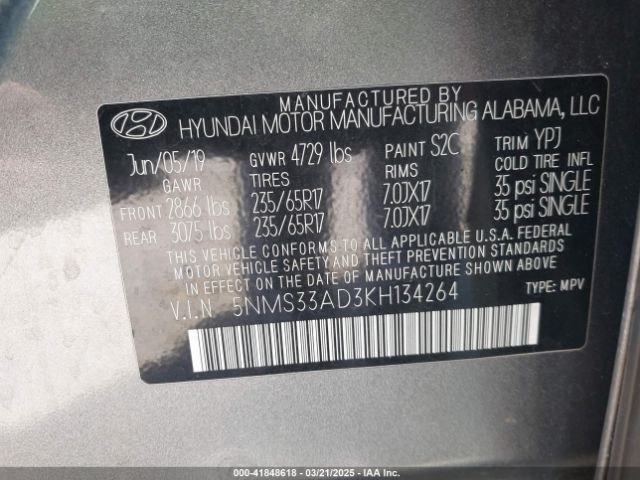 MANUFACTURED BY
HYUNDAI MOTOR MANUFACTURING ALABAMA, LLC
Jun/05/19 GVWR 4729 lbs PAINT S2C TRIM YPJ
GAWR TIRES RIMS COLD TIRE INFL
FRONT 2866 lbs 235/65R17 7.0JX17 35 psi SINGLE
REAR 3075 lbs 235/65R17 7.0JX17 35 psi SINGLE
THIS VEHICLE CONFORMS TO ALL APPLICABLE U.S.A. FEDERAL
MOTOR VEHICLE SAFETY AND THEFT PREVENTION STANDARDS
IN EFFECT ON THE DATE OF MANUFACTURE SHOWN ABOVE.
V.I.N 5NMS33AD3KH134264 TYPE: MPV
000-41848618 - 03/21/2025 - Copyright IAA, Inc.